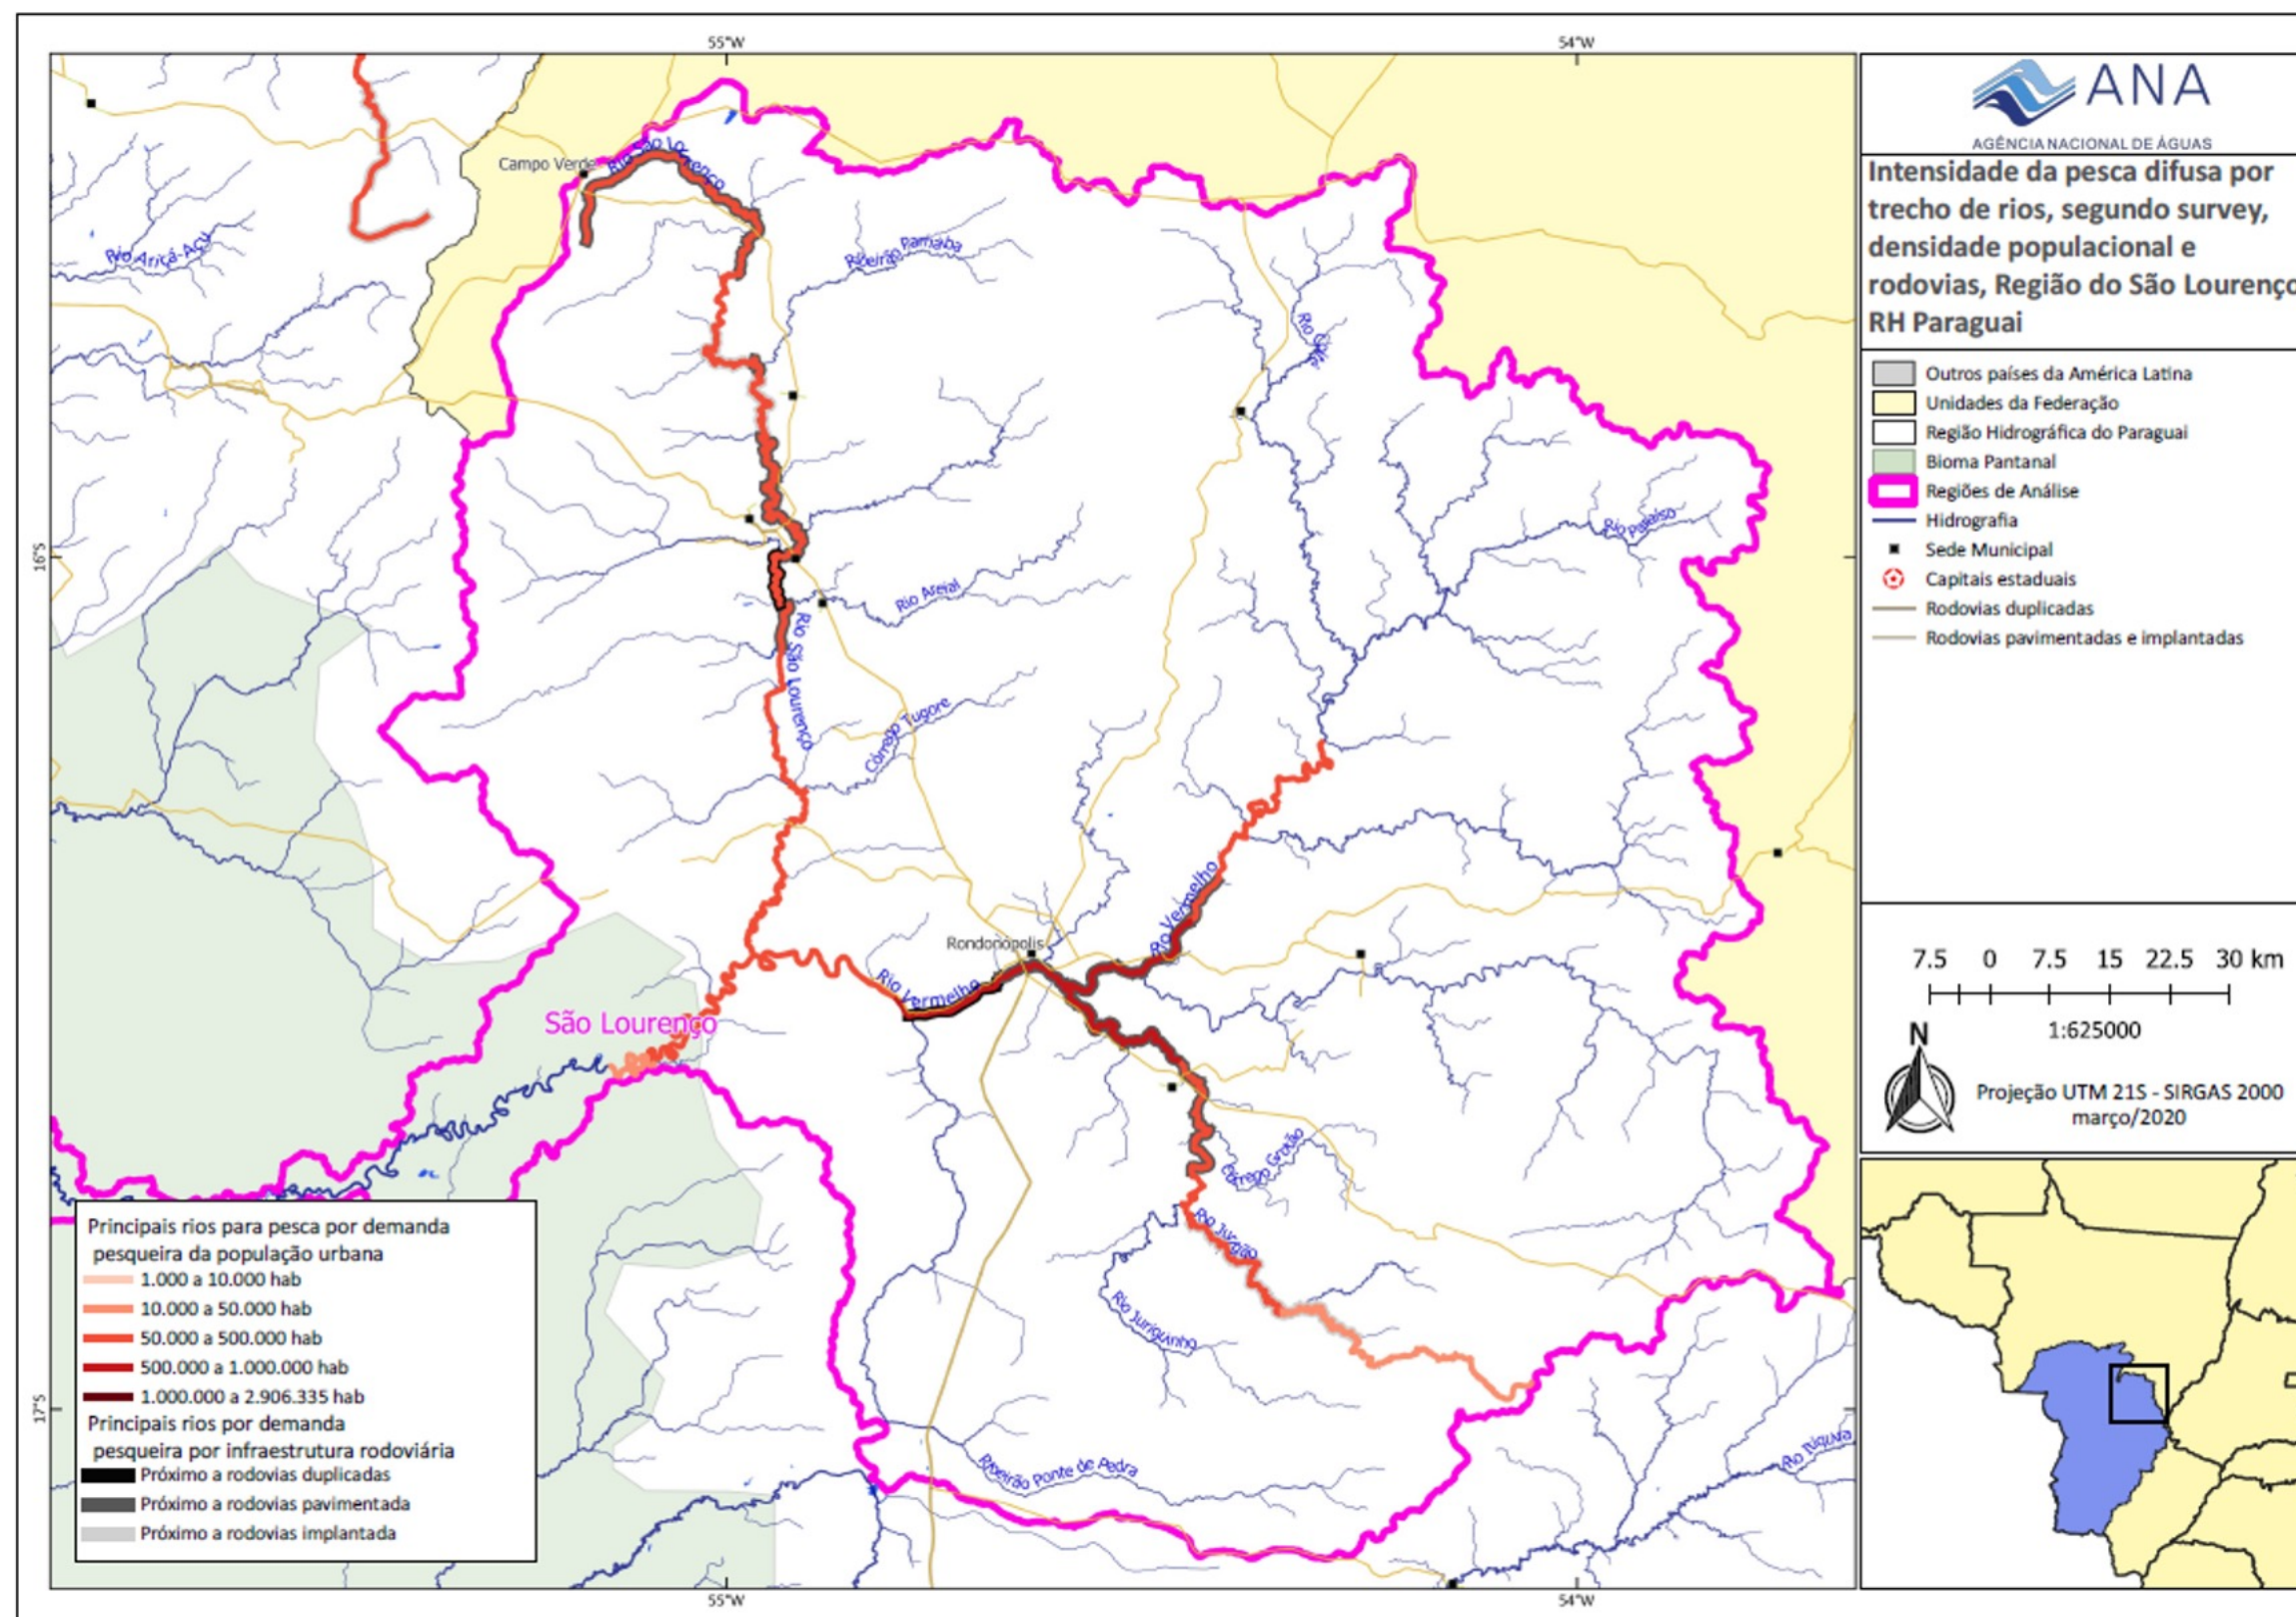 55°W
54°W
Campo Verde
Rio São Lourenço
Ribeirão Parnaíba
Rio Aricá-Açu
16°S
Rio Paraíso
Rio Areial
Rio São Lourenço
Córrego Tugore
Rio Vermelho
Rondonópolis
Rio Vermelho
São Lourenço
Córrego Grotão
Rio Jurigão
Rio Juriguinho
17°S
Ribeirão Ponte de Pedra
55°W
54°W
Principais rios para pesca por demanda
pesqueira da população urbana
1.000 a 10.000 hab
10.000 a 50.000 hab
50.000 a 500.000 hab
500.000 a 1.000.000 hab
1.000.000 a 2.906.335 hab
Principais rios por demanda
pesqueira por infraestrutura rodoviária
Próximo a rodovias duplicadas
Próximo a rodovias pavimentada
Próximo a rodovias implantada
ANA
AGÊNCIA NACIONAL DE ÁGUAS
Intensidade da pesca difusa por
trecho de rios, segundo survey,
densidade populacional e
rodovias, Região do São Lourenço
RH Paraguai
Outros países da América Latina
Unidades da Federação
Região Hidrográfica do Paraguai
Bioma Pantanal
Regiões de Análise
Hidrografia
Sede Municipal
Capitais estaduais
Rodovias duplicadas
Rodovias pavimentadas e implantadas
7.5 0 7.5 15 22.5 30 km
N
1:625000
Projeção UTM 21S - SIRGAS 2000
março/2020